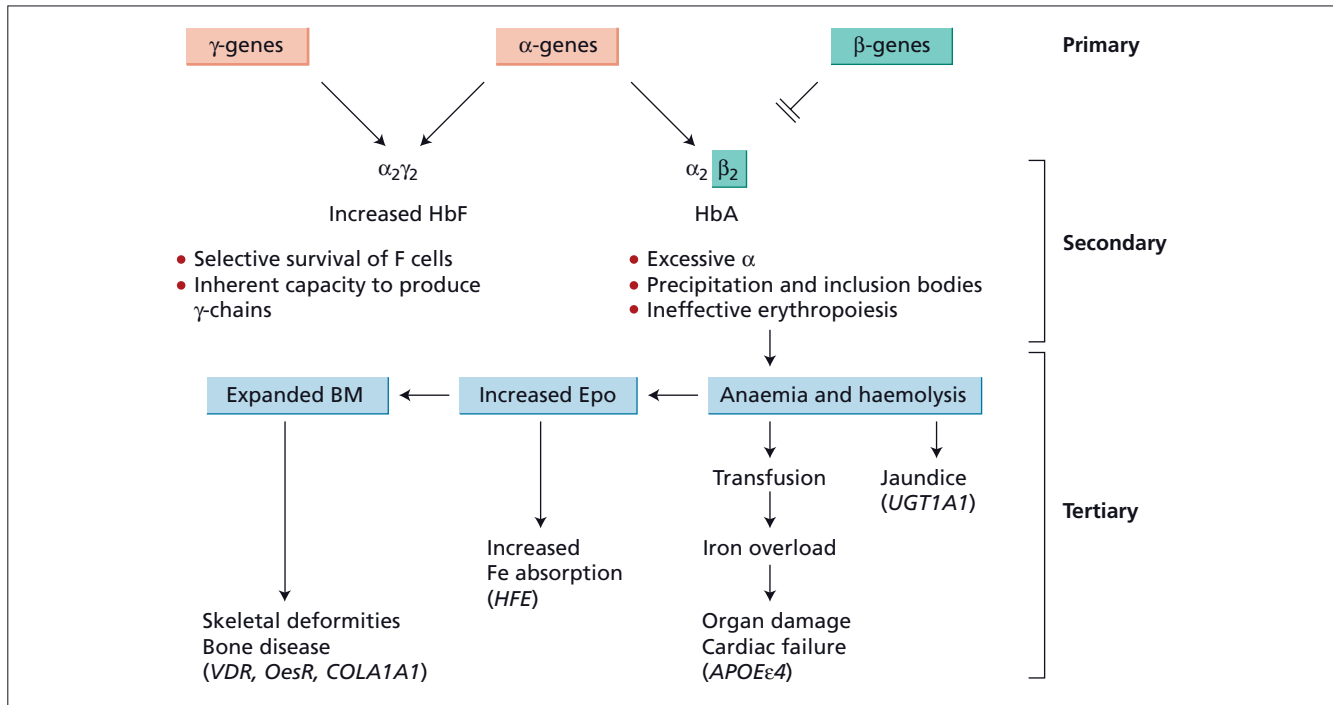 γ-genes
α-genes
β-genes
Primary
α₂γ₂
α₂ β₂
Increased HbF
HbA
Secondary
• Selective survival of F cells
• Inherent capacity to produce
γ-chains
• Excessive α
• Precipitation and inclusion bodies
• Ineffective erythropoiesis
Expanded BM
Increased Epo
Anaemia and haemolysis
Transfusion
Jaundice
(UGT1A1)
Tertiary
Increased
Fe absorption
(HFE)
Iron overload
Skeletal deformities
Bone disease
(VDR, OesR, COLA1A1)
Organ damage
Cardiac failure
(APOEε4)